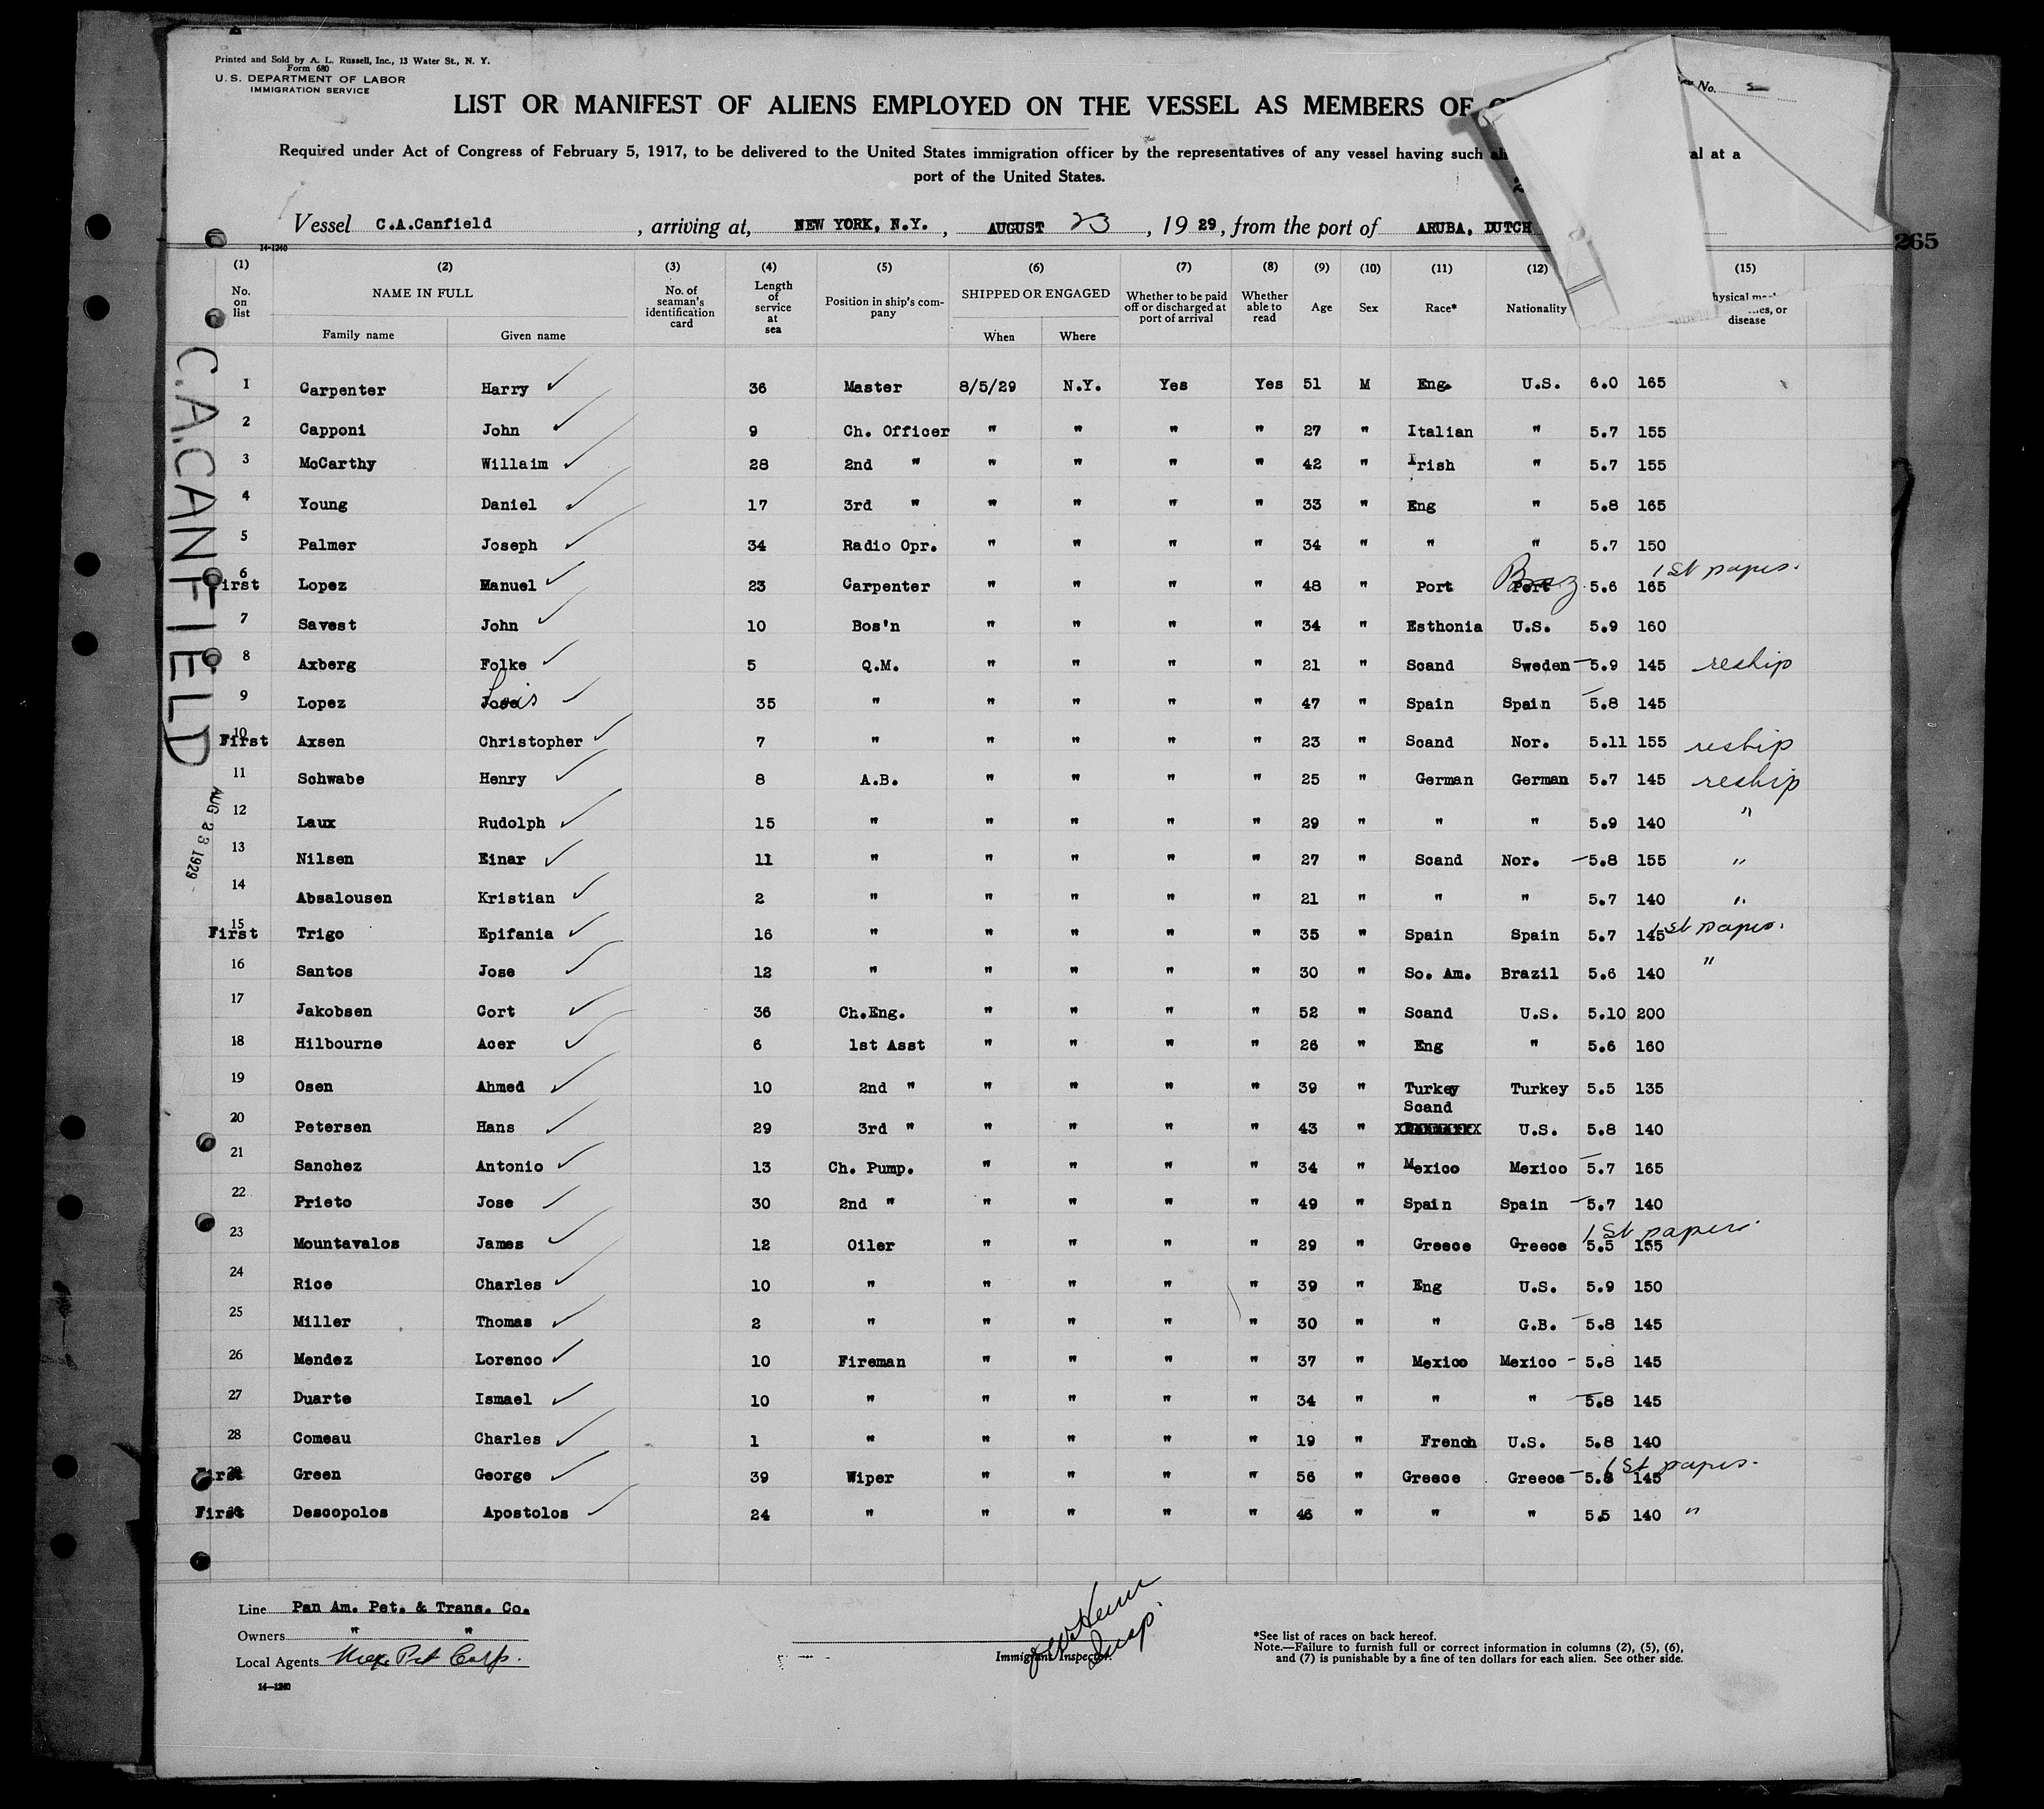 Printed and Sold by A. L. Russell, Inc., 13 Water St., N. Y.
Form 680
U. S. DEPARTMENT OF LABOR
IMMIGRATION SERVICE
No.
LIST OR MANIFEST OF ALIENS EMPLOYED ON THE VESSEL AS MEMBERS OF
Required under Act of Congress of February 5, 1917, to be delivered to the United States immigration officer by the representatives of any vessel having such al at a
port of the United States.
Vessel C.A.Canfield , arriving at, NEW YORK, N.Y. , AUGUST 23 , 19 29, from the port of ARUBA, DUTCH
14-1240
265
(1) (2) (3) (4) (5) (6) (7) (8) (9) (10) (11) (12) (15)
No. on list NAME IN FULL Family name Given name No. of seaman's identification card Length of service at sea Position in ship's company SHIPPED OR ENGAGED When Where Whether to be paid off or discharged at port of arrival Whether able to read Age Sex Race* Nationality hysical or disease
1 Carpenter Harry 36 Master 8/5/29 N.Y. Yes Yes 51 M Eng. U.S. 6.0 165
2 Capponi John 9 Ch. Officer " " " " 27 " Italian " 5.7 155
3 McCarthy Willaim 28 2nd " " " " " 42 " Irish " 5.7 155
4 Young Daniel 17 3rd " " " " " 33 " Eng " 5.8 165
5 Palmer Joseph 34 Radio Opr. " " " " 34 " " " 5.7 150
6 First Lopez Manuel 23 Carpenter " " " " 48 " Port Port Braz 5.6 165 1st papers.
7 Savest John 10 Bos'n " " " " 34 " Esthonia U.S. 5.9 160
8 Axberg Folke 5 Q.M. " " " " 21 " Scand Sweden 5.9 145 reship
9 Lopez Jose 35 " " " " " 47 " Spain Spain 5.8 145
10 First Axsen Christopher 7 " " " " " 23 " Scand Nor. 5.11 155 reship
11 Schwabe Henry 8 A.B. " " " " 25 " German German 5.7 145 reship
12 Laux Rudolph 15 " " " " " 29 " " " 5.9 140 "
13 Nilsen Einar 11 " " " " " 27 " Scand Nor. 5.8 155 "
14 Absalousen Kristian 2 " " " " " 21 " " " 5.7 140 "
15 First Trigo Epifania 16 " " " " " 35 " Spain Spain 5.7 145 1st papers.
16 Santos Jose 12 " " " " " 30 " So. Am. Brazil 5.6 140 "
17 Jakobsen Cort 36 Ch.Eng. " " " " 52 " Scand U.S. 5.10 200
18 Hilbourne Acer 6 1st Asst " " " " 26 " Eng " 5.6 160
19 Osen Ahmed 10 2nd " " " " " 39 " Turkey Turkey 5.5 135
20 Petersen Hans 29 3rd " " " " " 43 " Scand U.S. 5.8 140
21 Sanchez Antonio 13 Ch. Pump. " " " " 34 " Mexico Mexico 5.7 165
22 Prieto Jose 30 2nd " " " " " 49 " Spain Spain 5.7 140
23 Mountavalos James 12 Oiler " " " " 29 " Greece Greece 5.5 155 1st papers.
24 Rice Charles 10 " " " " " 39 " Eng U.S. 5.9 150
25 Miller Thomas 2 " " " " " 30 " " G.B. 5.8 145
26 Mendez Lorenco 10 Fireman " " " " 37 " Mexico Mexico 5.8 145
27 Duarte Ismael 10 " " " " " 34 " " " 5.8 145
28 Comeau Charles 1 " " " " " 19 " French U.S. 5.8 140
29 First Green George 39 Wiper " " " " 56 " Greece Greece 5.8 145 1st papers.
30 First Descopolos Apostolos 24 " " " " " 46 " " " 5.5 140 "
C.A.CANFIELD
AUG 23 1929
Line Pan Am. Pet. & Trans. Co.
Owners " "
Local Agents Mex. Pet Corp.
14-1240
Immigrant Inspector.
Insp.
*See list of races on back hereof.
Note.—Failure to furnish full or correct information in columns (2), (5), (6),
and (7) is punishable by a fine of ten dollars for each alien. See other side.